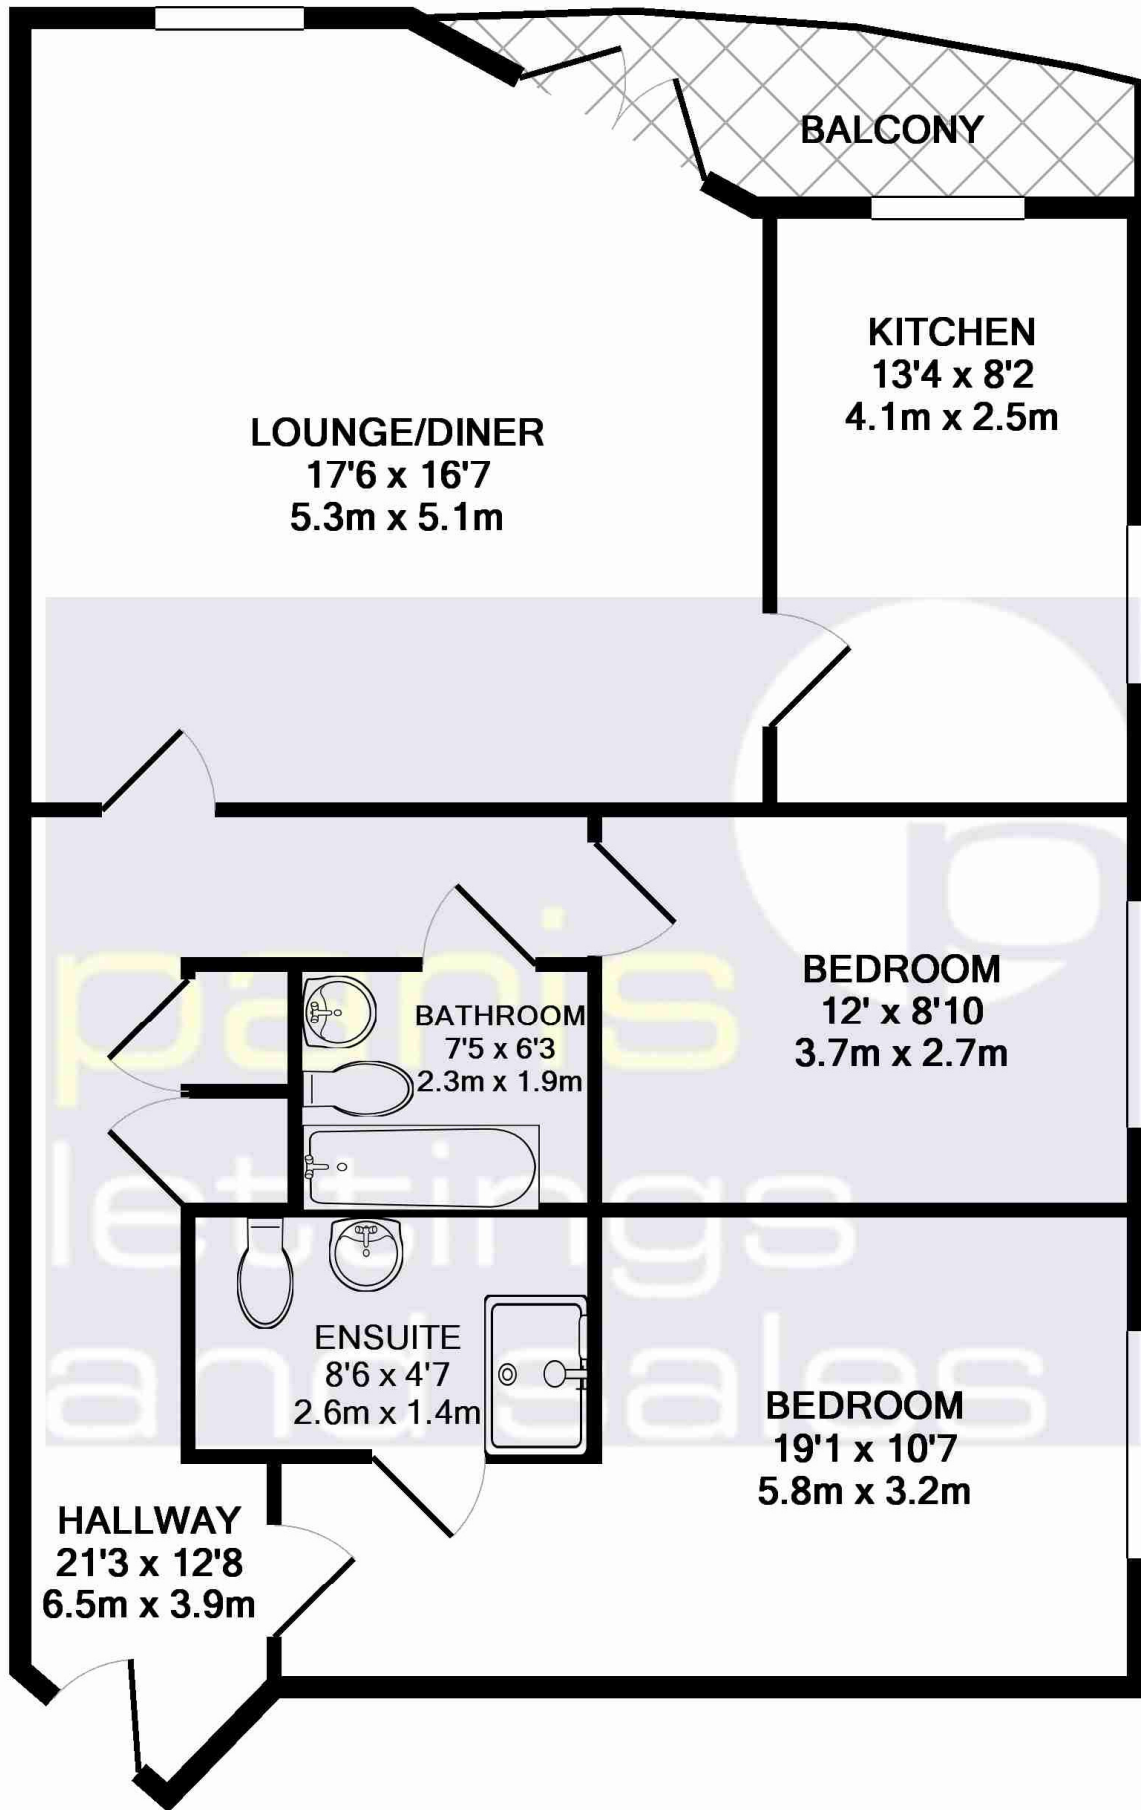 BALCONY
KITCHEN
13'4 x 8'2
4.1m x 2.5m
LOUNGE/DINER
17'6 x 16'7
5.3m x 5.1m
BEDROOM
12' x 8'10
3.7m x 2.7m
BATHROOM
7'5 x 6'3
2.3m x 1.9m
ENSUITE
8'6 x 4'7
2.6m x 1.4m
BEDROOM
19'1 x 10'7
5.8m x 3.2m
HALLWAY
21'3 x 12'8
6.5m x 3.9m
lettings
and sales